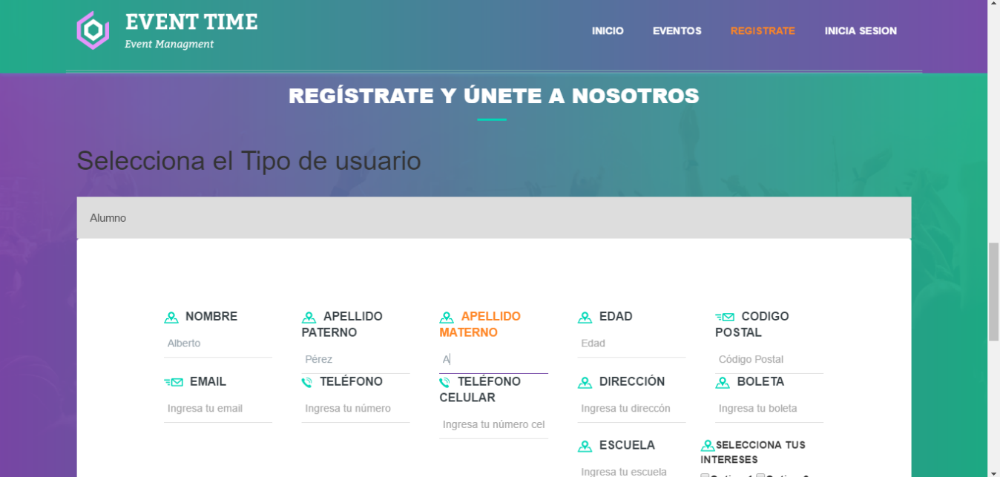 EVENT TIME
Event Managment
INICIO EVENTOS REGISTRATE INICIA SESION
REGÍSTRATE Y ÚNETE A NOSOTROS
Selecciona el Tipo de usuario
Alumno
NOMBRE
Alberto
APELLIDO
PATERNO
Pérez
APELLIDO
MATERNO
A
EDAD
Edad
CODIGO
POSTAL
Código Postal
EMAIL
Ingresa tu email
TELÉFONO
Ingresa tu número
TELÉFONO
CELULAR
Ingresa tu número cel
DIRECCIÓN
Ingresa tu direccón
BOLETA
Ingresa tu boleta
ESCUELA
Ingresa tu escuela
SELECCIONA TUS
INTERESES